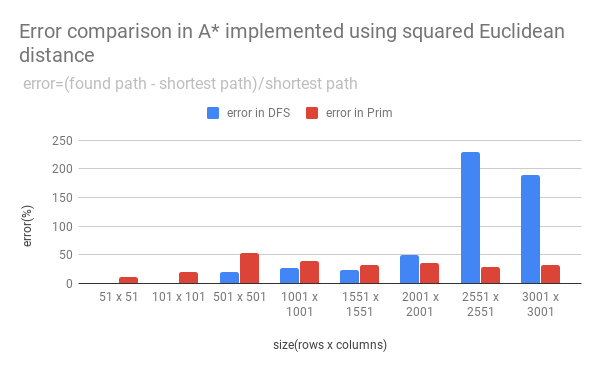 Error comparison in A* implemented using squared Euclidean
distance
error=(found path - shortest path)/shortest path
error in DFS
error in Prim
error(%)
250
200
150
100
50
0
51 x 51
101 x 101
501 x 501
1001 x
1001
1551 x
1551
2001 x
2001
2551 x
2551
3001 x
3001
size(rows x columns)